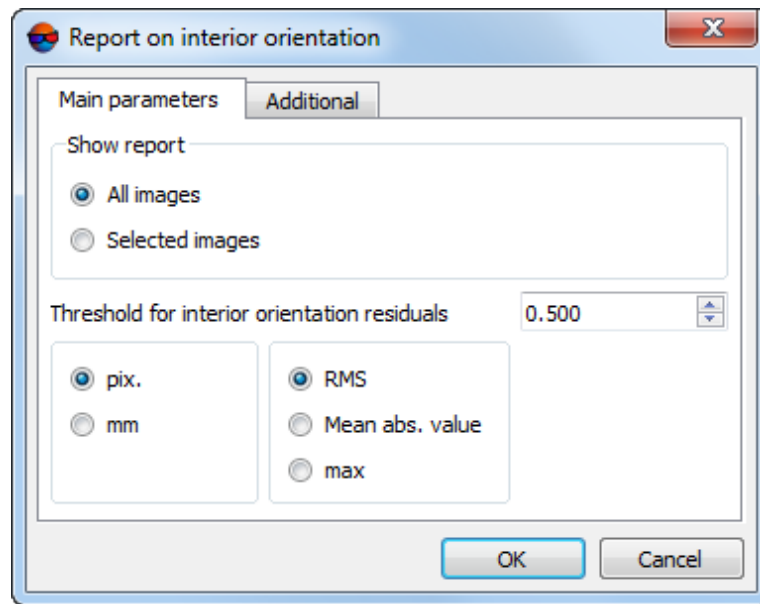 Report on interior orientation
Main parameters Additional
Show report
All images
Selected images
Threshold for interior orientation residuals 0.500
pix. RMS
mm Mean abs. value
max
OK Cancel